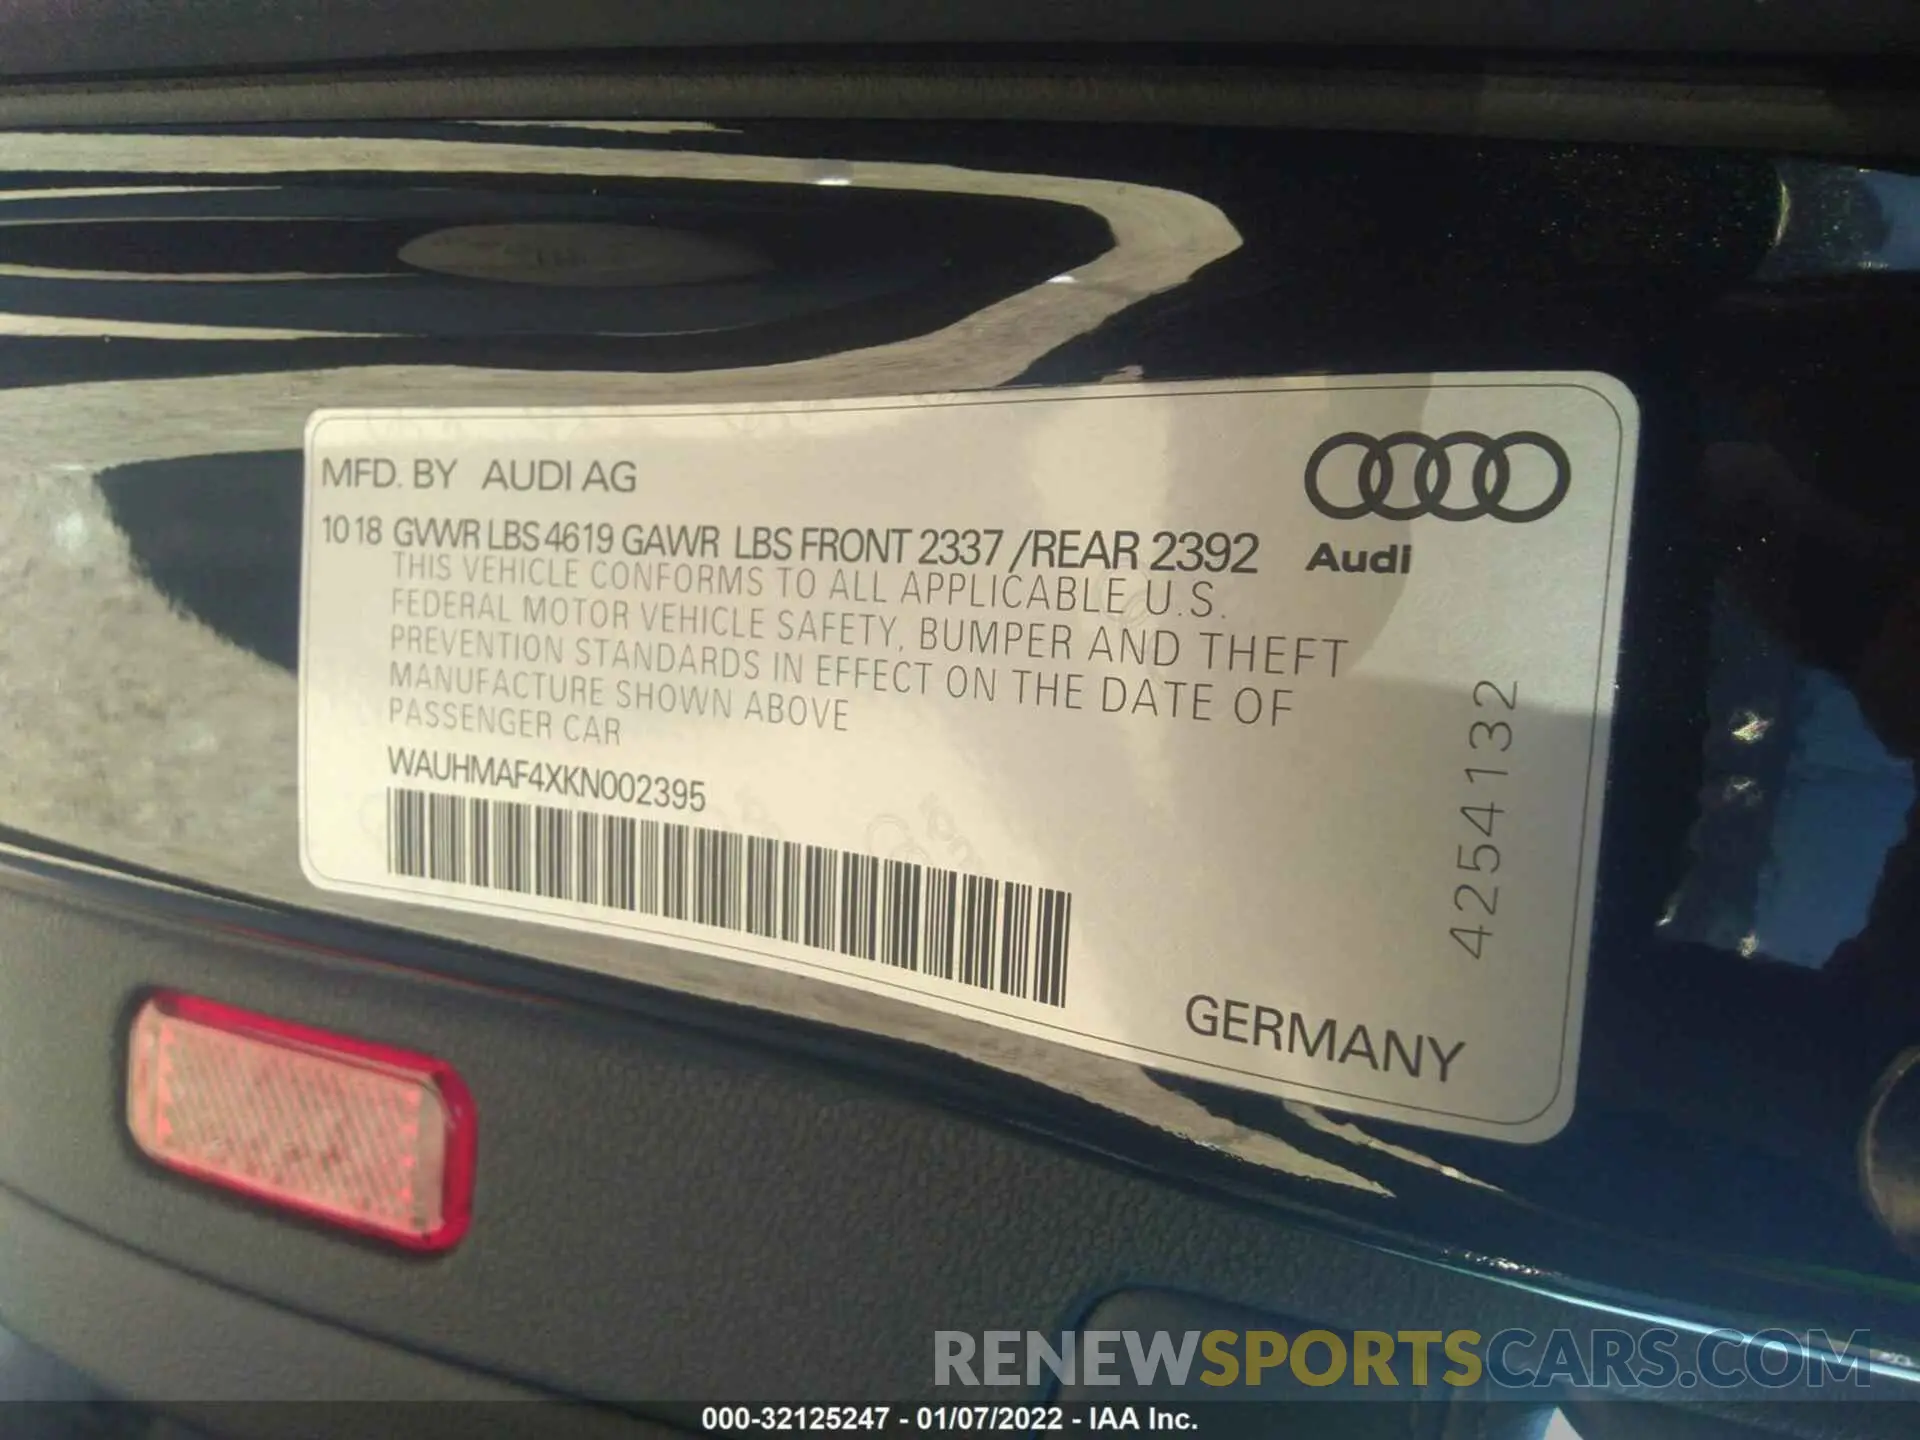 MFD. BY AUDI AG
10 18 GVWR LBS 4619 GAWR LBS FRONT 2337 /REAR 2392
Audi
THIS VEHICLE CONFORMS TO ALL APPLICABLE U.S.
FEDERAL MOTOR VEHICLE SAFETY, BUMPER AND THEFT
PREVENTION STANDARDS IN EFFECT ON THE DATE OF
MANUFACTURE SHOWN ABOVE
PASSENGER CAR
WAUHMAF4XKN002395
4254132
GERMANY
RENEWSPORTSCARS.COM
000-32125247 - 01/07/2022 - IAA Inc.